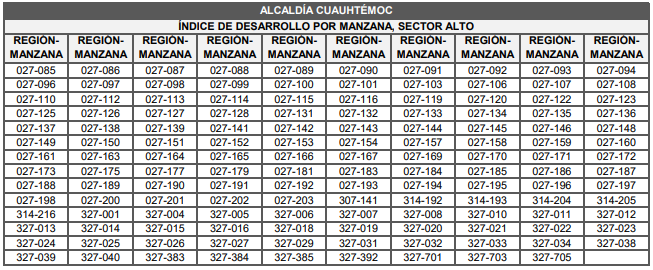 ALCALDÍA CUAUHTÉMOC
ÍNDICE DE DESARROLLO POR MANZANA, SECTOR ALTO
REGIÓN-MANZANA REGIÓN-MANZANA REGIÓN-MANZANA REGIÓN-MANZANA REGIÓN-MANZANA REGIÓN-MANZANA REGIÓN-MANZANA REGIÓN-MANZANA REGIÓN-MANZANA REGIÓN-MANZANA
027-085 027-086 027-087 027-088 027-089 027-090 027-091 027-092 027-093 027-094
027-096 027-097 027-098 027-099 027-100 027-101 027-103 027-106 027-107 027-108
027-110 027-112 027-113 027-114 027-115 027-116 027-119 027-120 027-122 027-123
027-125 027-126 027-127 027-128 027-131 027-132 027-133 027-134 027-135 027-136
027-137 027-138 027-139 027-141 027-142 027-143 027-144 027-145 027-146 027-148
027-149 027-150 027-151 027-152 027-153 027-154 027-157 027-158 027-159 027-160
027-161 027-163 027-164 027-165 027-166 027-167 027-169 027-170 027-171 027-172
027-173 027-175 027-177 027-179 027-181 027-183 027-184 027-185 027-186 027-187
027-188 027-189 027-190 027-191 027-192 027-193 027-194 027-195 027-196 027-197
027-198 027-200 027-201 027-202 027-203 307-141 314-192 314-193 314-204 314-205
314-216 327-001 327-004 327-005 327-006 327-007 327-008 327-010 327-011 327-012
327-013 327-014 327-015 327-016 327-018 327-019 327-020 327-021 327-022 327-023
327-024 327-025 327-026 327-027 327-029 327-031 327-032 327-033 327-034 327-038
327-039 327-040 327-383 327-384 327-385 327-392 327-701 327-703 327-705